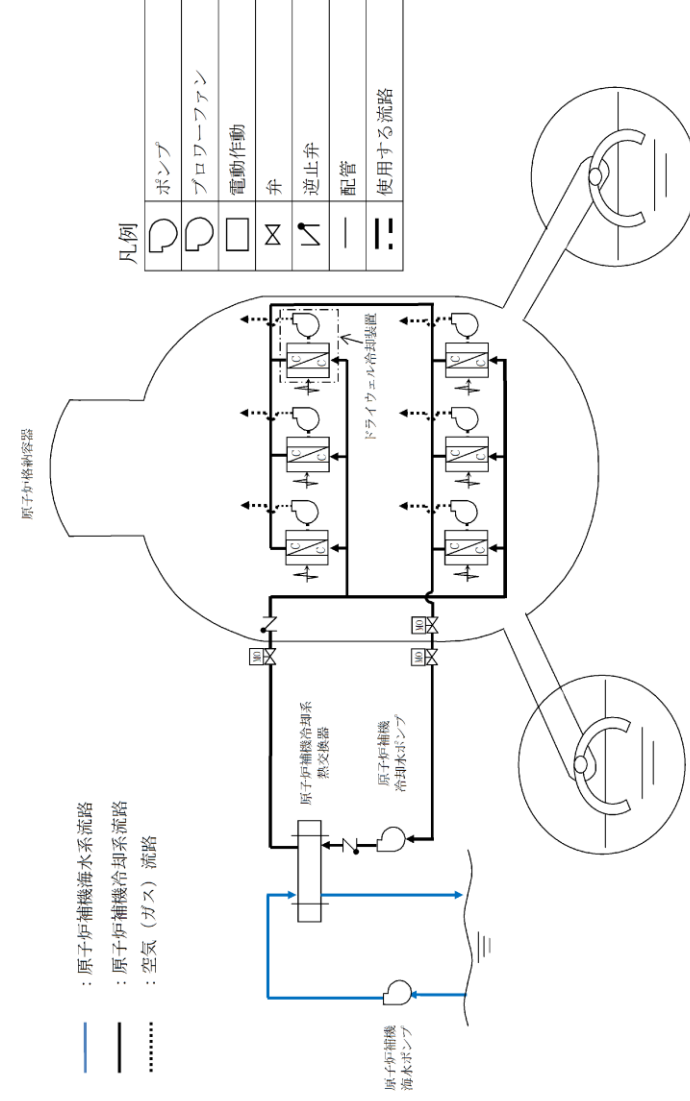 ：原子炉補機海水系流路
：原子炉補機冷却系流路
：空気（ガス）流路
原子炉格納容器
凡例
ポンプ
ブロワーファン
電動作動
弁
逆止弁
配管
使用する流路
原子炉補機冷却系
熱交換器
原子炉補機
冷却水ポンプ
原子炉補機
海水ポンプ
ドライウェル冷却装置
MO
MO
MO
C
C
C
C
C
C
C
C
C
C
C
C